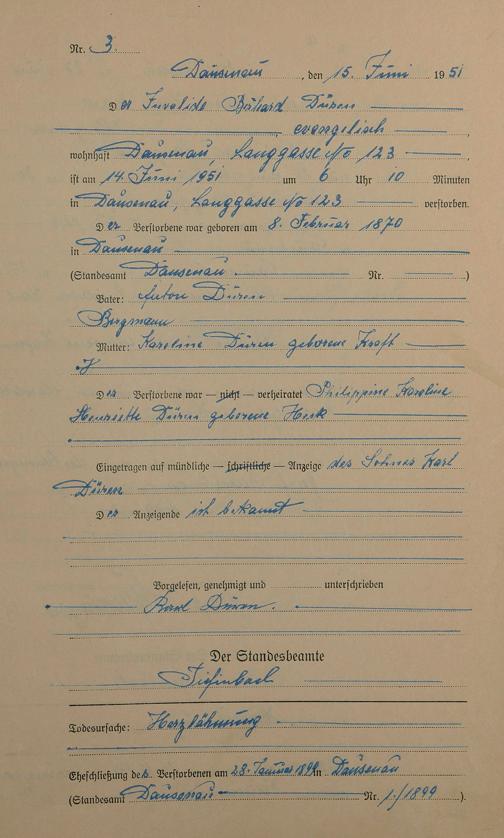 Nr. 3.
Dausenau, den 15. Juni 1951
Der Invalide Richard Düren
evangelisch,
wohnhaft Dausenau, Langgasse No 123,
ist am 14. Juni 1951 um 6 Uhr 10 Minuten
in Dausenau, Langgasse No 123 verstorben.
Der Verstorbene war geboren am 8. Februar 1870
in Dausenau
(Standesamt Dausenau Nr. )
Vater: Anton Düren
Bergmann
Mutter: Karoline Düren geborene Kraft
Der Verstorbene war — nicht — verheiratet Philippine Karoline
Henriette Düren geborene Heck
Eingetragen auf mündliche — schriftliche — Anzeige des Sohnes Karl
Düren
Der Anzeigende ist bekannt
Vorgelesen, genehmigt und unterschrieben
Karl Düren.
Der Standesbeamte
Todesursache: Herzlähmung
Eheschließung des Verstorbenen am 28. Januar 1899 in Dausenau
(Standesamt Dausenau Nr. 1/1899).